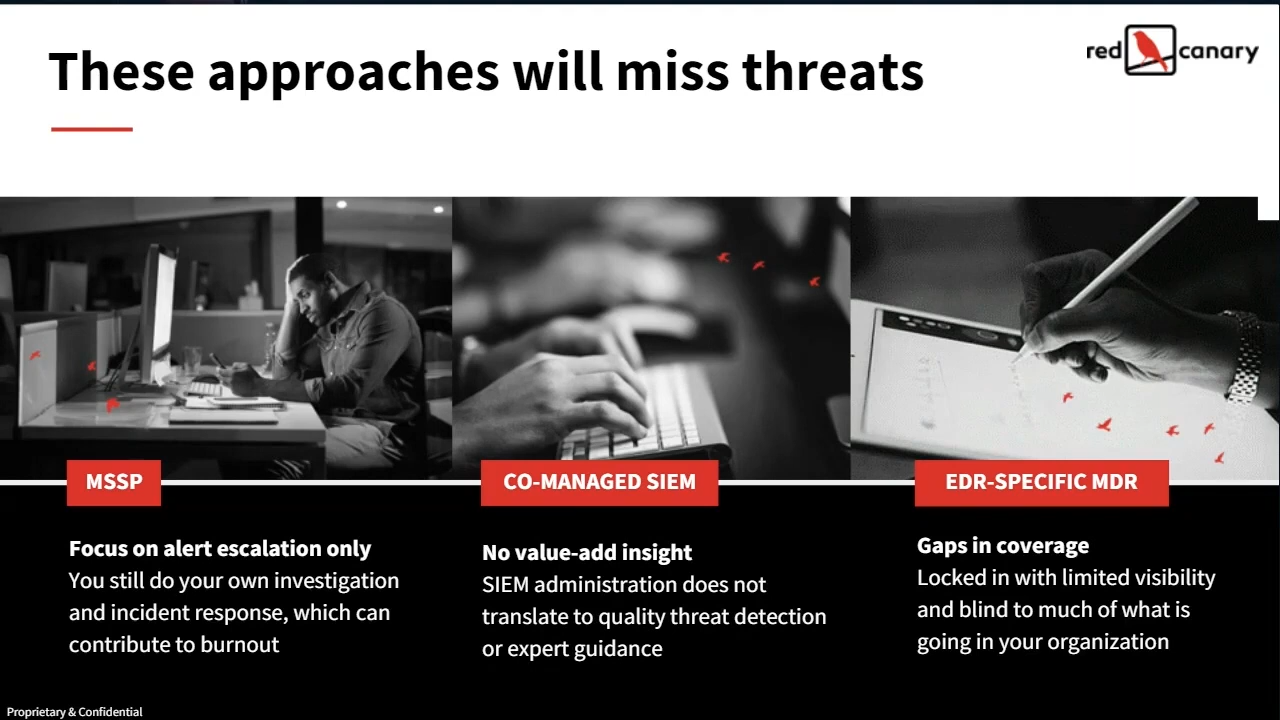 These approaches will miss threats
red canary
MSSP
Focus on alert escalation only
You still do your own investigation
and incident response, which can
contribute to burnout
CO-MANAGED SIEM
No value-add insight
SIEM administration does not
translate to quality threat detection
or expert guidance
EDR-SPECIFIC MDR
Gaps in coverage
Locked in with limited visibility
and blind to much of what is
going in your organization
Proprietary & Confidential